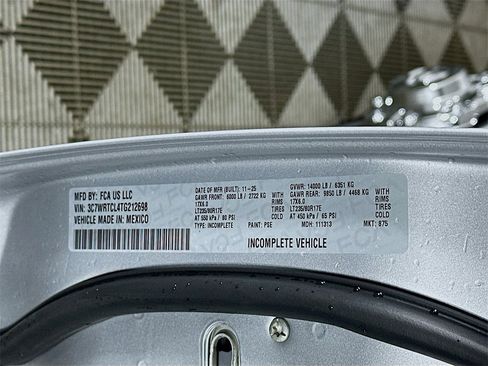 MFD BY: FCA US LLC
VIN: 3C7WRTCL4TG212698
VEHICLE MADE IN: MEXICO
DATE OF MFR (BUILT): 11-25
GAWR FRONT: 6000 LB / 2722 KG
17X6.0
LT235/80R17E
AT 550 kPa / 80 PSI
TYPE: INCOMPLETE
PAINT: PSE
WITH
RIMS
TIRES
COLD
GVWR: 14000 LB / 6351 KG
GAWR REAR: 9850 LB / 4468 KG
17X6.0
LT235/80R17E
AT 450 kPa / 65 PSI
MDH: 111313
WITH
RIMS
TIRES
COLD
MKT: 875
INCOMPLETE VEHICLE